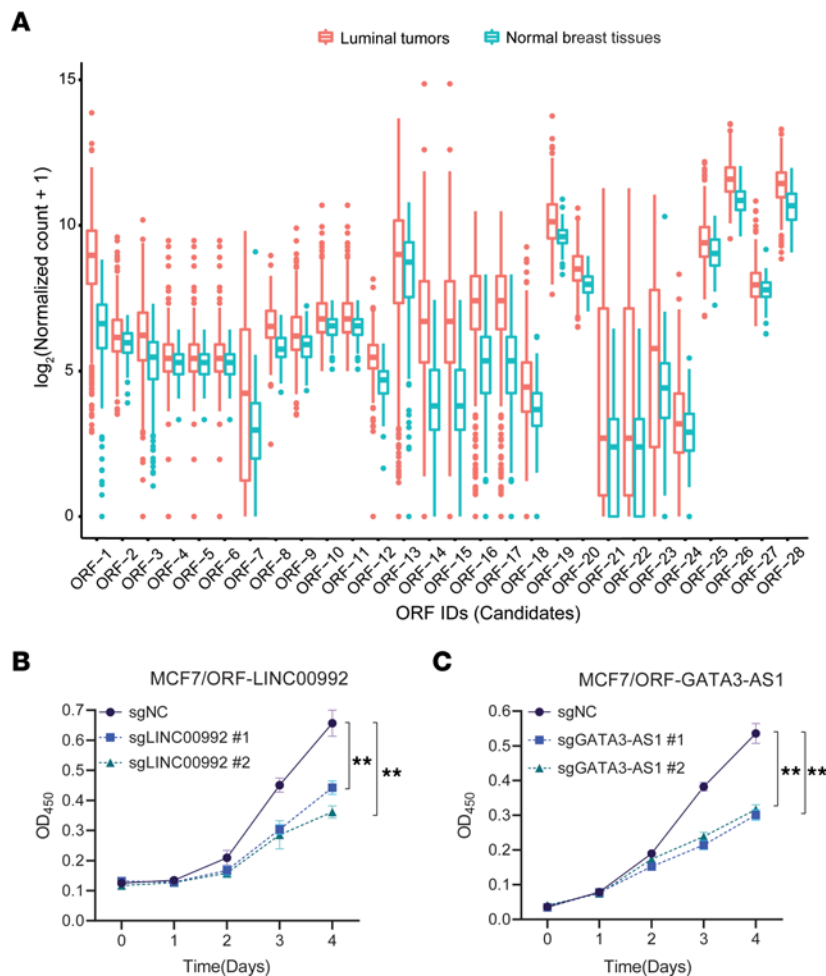 A
Luminal tumors Normal breast tissues
log2(Normalized count + 1)
15
10
5
0
ORF-1 ORF-2 ORF-3 ORF-4 ORF-5 ORF-6 ORF-7 ORF-8 ORF-9 ORF-10 ORF-11 ORF-12 ORF-13 ORF-14 ORF-15 ORF-16 ORF-17 ORF-18 ORF-19 ORF-20 ORF-21 ORF-22 ORF-23 ORF-24 ORF-25 ORF-26 ORF-27 ORF-28
ORF IDs (Candidates)
B
MCF7/ORF-LINC00992
sgNC
sgLINC00992 #1
sgLINC00992 #2
** **
OD450
0.7
0.6
0.5
0.4
0.3
0.2
0.1
0.0
0 1 2 3 4
Time(Days)
C
MCF7/ORF-GATA3-AS1
sgNC
sgGATA3-AS1 #1
sgGATA3-AS1 #2
** **
OD450
0.6
0.5
0.4
0.3
0.2
0.1
0.0
0 1 2 3 4
Time(Days)